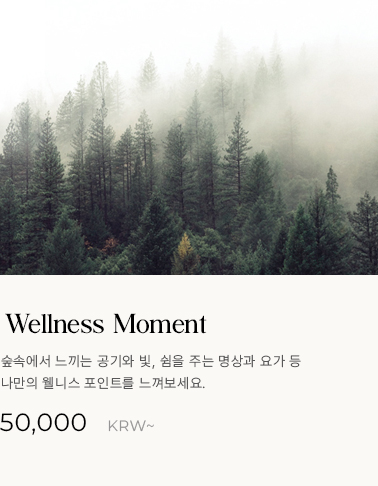 Wellness Moment
숲속에서 느끼는 공기와 빛, 쉼을 주는 명상과 요가 등
나만의 웰니스 포인트를 느껴보세요.
50,000 KRW~